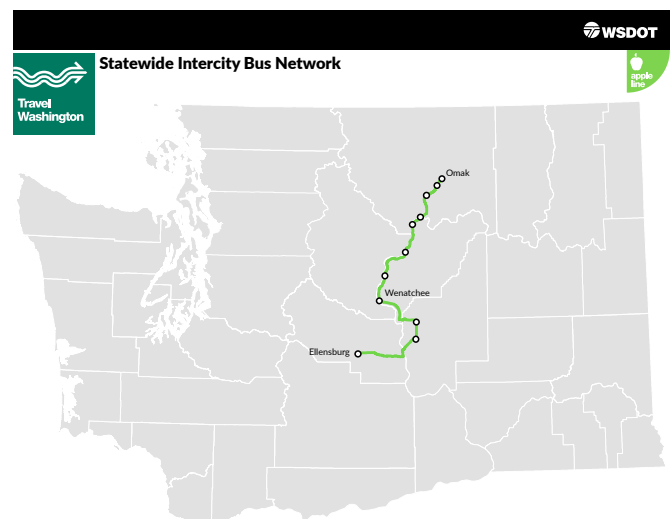 WSDOT
Travel
Washington
Statewide Intercity Bus Network
apple
line
Omak
Wenatchee
Ellensburg